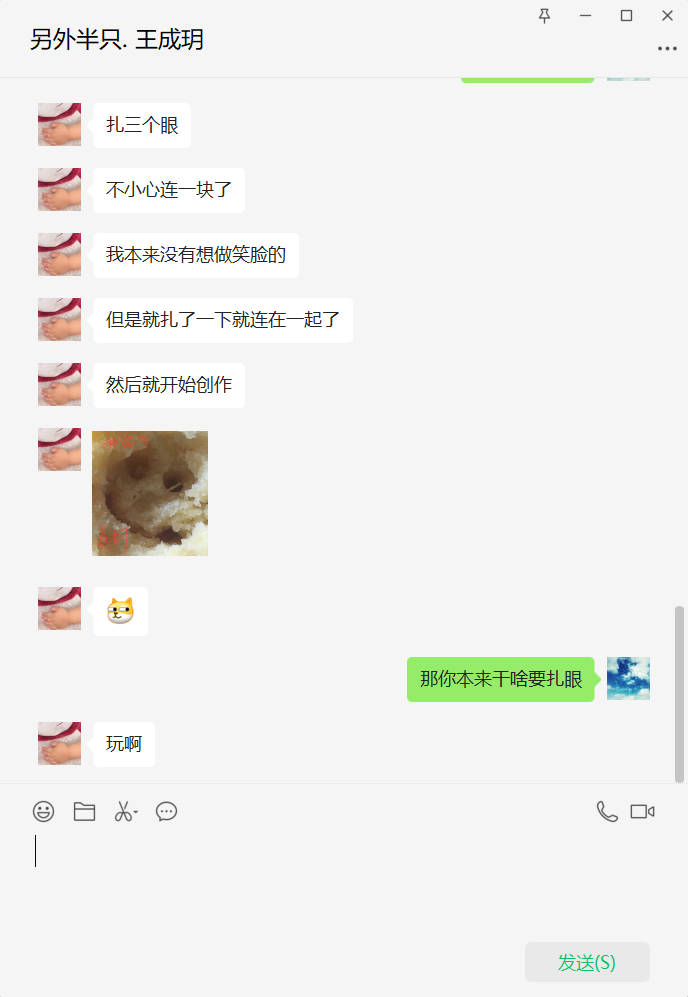 另外半只. 王成玥
扎三个眼
不小心连一块了
我本来没有想做笑脸的
但是就扎了一下就连在一起了
然后就开始创作
那你本来干啥要扎眼
玩啊
发送(S)